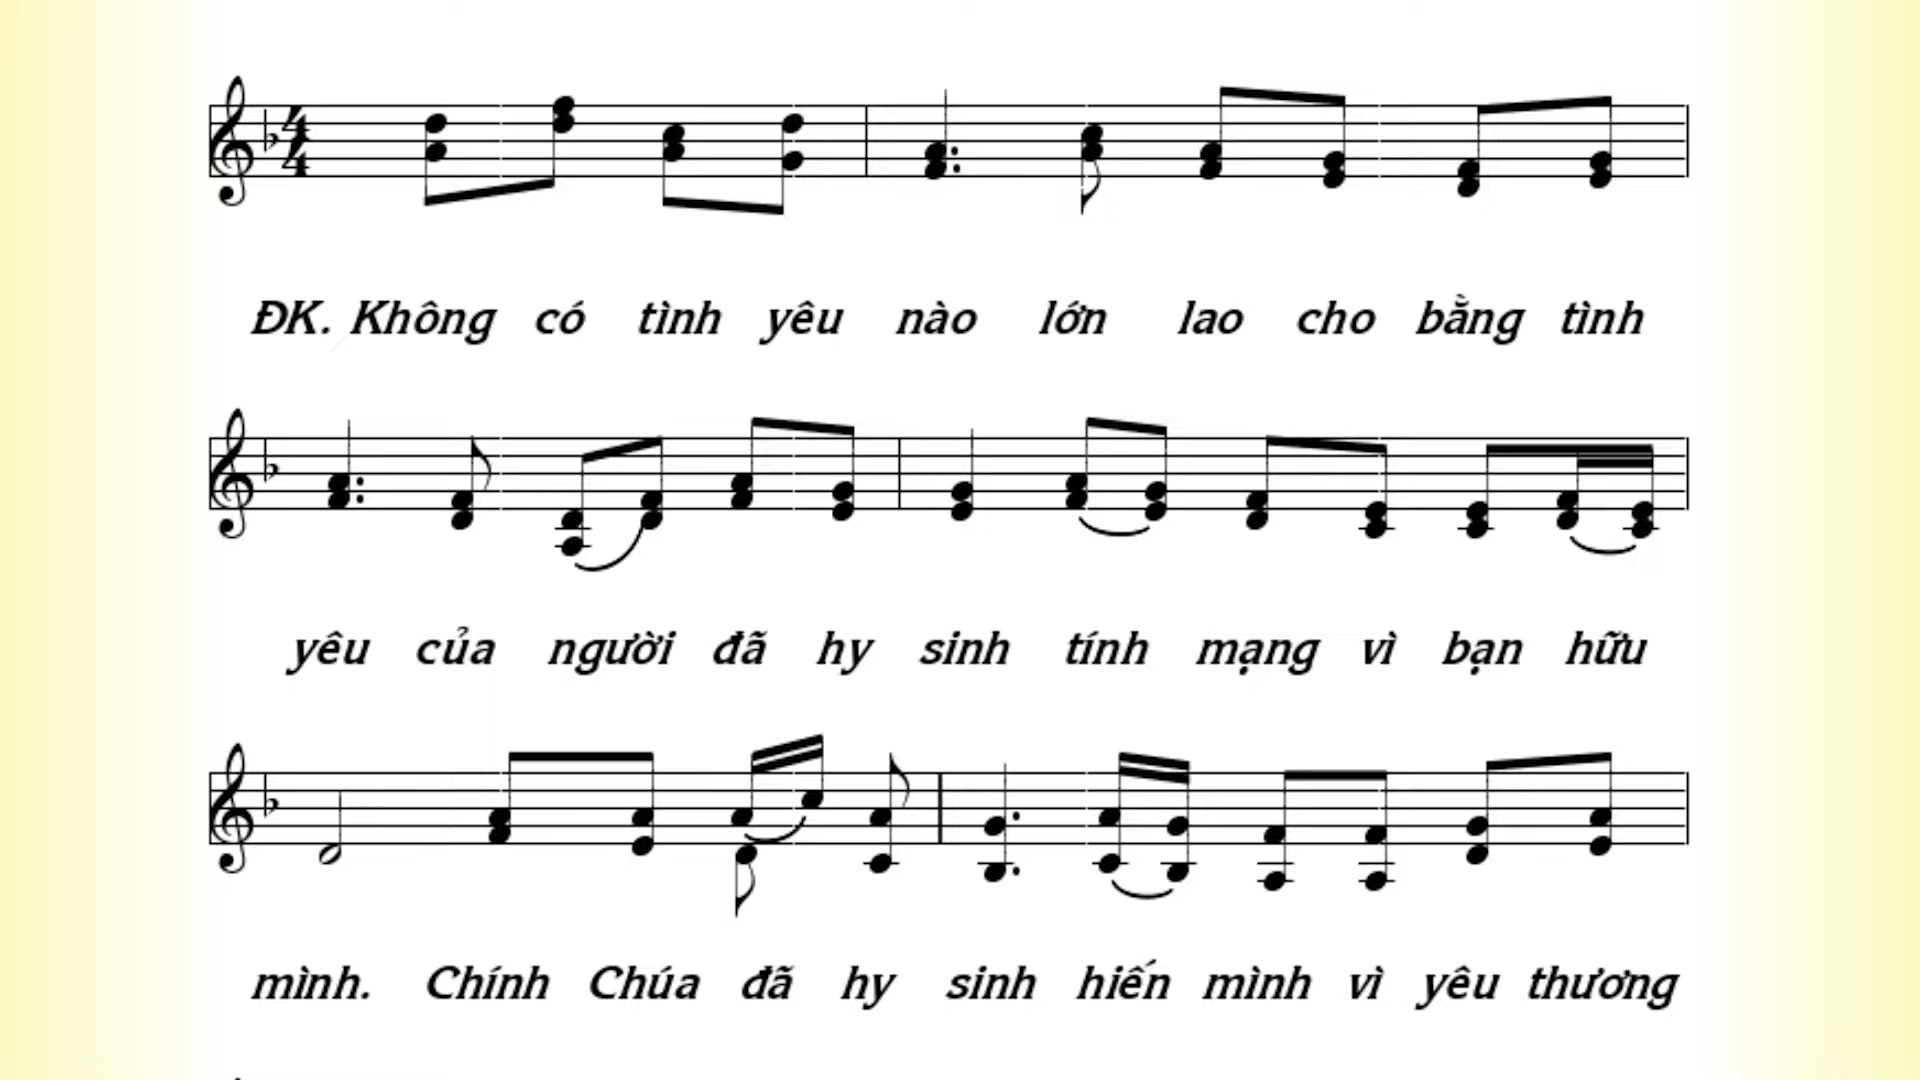 ĐK. Không có tình yêu nào lớn lao cho bằng tình
yêu của người đã hy sinh tính mạng vì bạn hữu
mình. Chính Chúa đã hy sinh hiến mình vì yêu thương